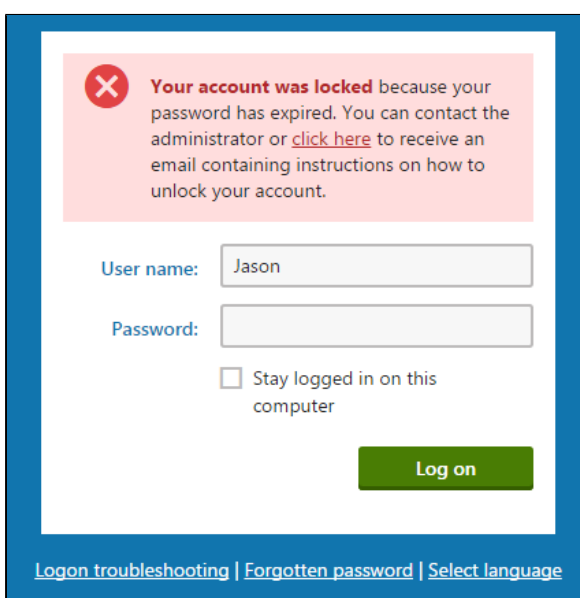 Your account was locked because your
password has expired. You can contact the
administrator or click here to receive an
email containing instructions on how to
unlock your account.
User name: Jason
Password:
Stay logged in on this
computer
Log on
Logon troubleshooting | Forgotten password | Select language